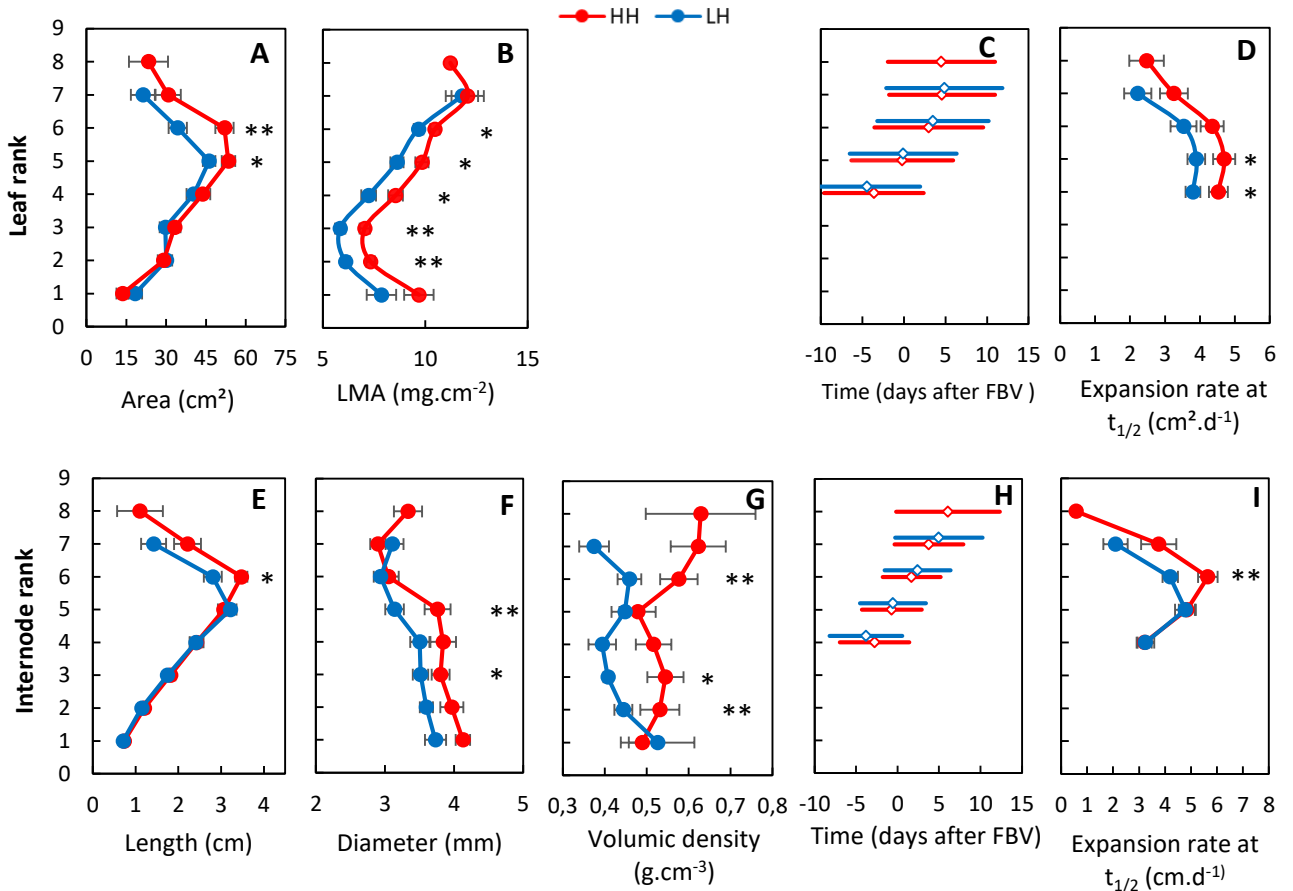 HH LH
9
8
7
6
5
4
3
2
1
0
Leaf rank
A
**
*
0 15 30 45 60 75
Area (cm²)
B
*
*
*
**
**
5 10 15
LMA (mg.cm-2)
C
-10 -5 0 5 10 15
Time (days after FBV )
D
*
*
0 1 2 3 4 5 6
Expansion rate at
t1/2 (cm².d-1)
9
8
7
6
5
4
3
2
1
0
Internode rank
E
*
0 1 2 3 4
Length (cm)
F
**
*
2 3 4 5
Diameter (mm)
G
**
*
**
0,3 0,4 0,5 0,6 0,7 0,8
Volumic density
(g.cm-3)
H
-10 -5 0 5 10 15
Time (days after FBV)
I
**
0 1 2 3 4 5 6 7 8
Expansion rate at
t1/2 (cm.d-1)